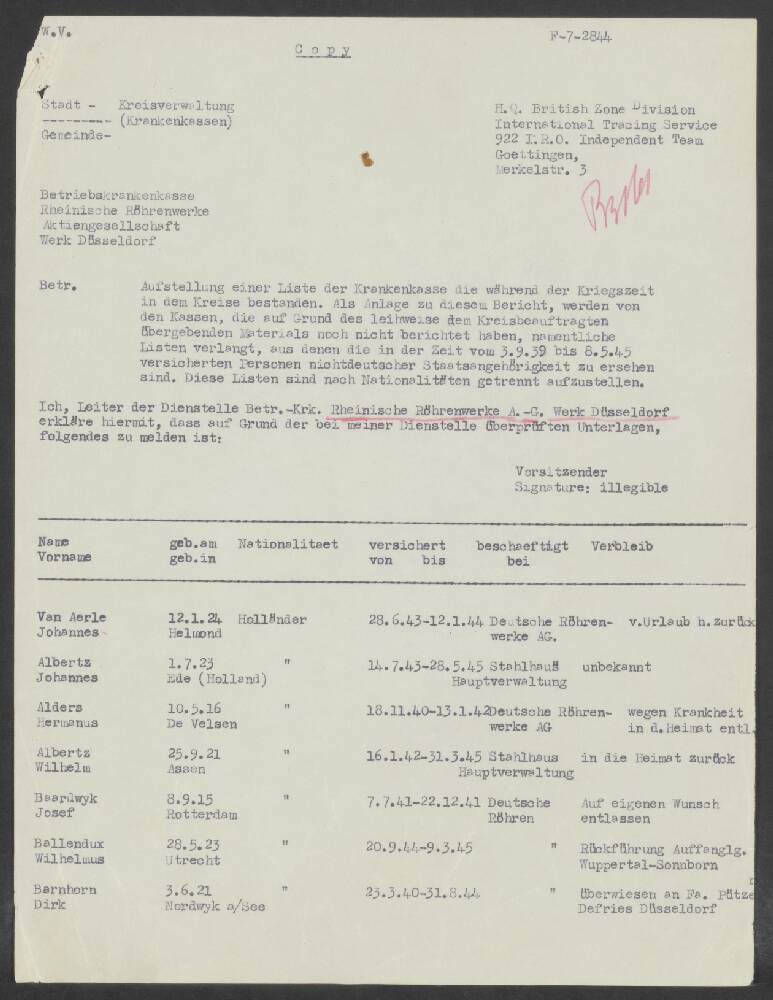 W.V.
F-7-2844
Copy
Stadt - Kreisverwaltung
--------- (Krankenkassen)
Gemeinde-
H.Q. British Zone Division
International Tracing Service
922 I.R.O. Independent Team
Goettingen,
Merkelstr. 3
Betriebskrankenkasse
Rheinische Röhrenwerke
Aktiengesellschaft
Werk Düsseldorf
Betr. Aufstellung einer Liste der Krankenkasse die während der Kriegszeit
in dem Kreise bestanden. Als Anlage zu diesem Bericht, werden von
den Kassen, die auf Grund des leihweise dem Kreisbeauftragten
übergebenden Materials noch nicht berichtet haben, namentliche
Listen verlangt, aus denen die in der Zeit vom 3.9.39 bis 8.5.45
versicherten Personen nichtdeutscher Staatsangehörigkeit zu ersehen
sind. Diese Listen sind nach Nationalitäten getrennt aufzustellen.
Ich, Leiter der Dienstelle Betr.-Krk. Rheinische Röhrenwerke A.-G. Werk Düsseldorf
erkläre hiermit, dass auf Grund der bei meiner Dienstelle überprüften Unterlagen,
folgendes zu melden ist:
Vorsitzender
Signature: illegible
Name geb.am Nationalitaet versichert beschaeftigt Verbleib
Vorname geb.in von bis bei
Van Aerle 12.1.24 Holländer 28.6.43-12.1.44 Deutsche Röhren- v.Urlaub n.zurück
Johannes Helmond werke AG.
Albertz 1.7.23 " 14.7.43-28.5.45 Stahlhaus unbekannt
Johannes Ede (Holland) Hauptverwaltung
Alders 10.5.16 " 18.11.40-13.1.42 Deutsche Röhren- wegen Krankheit
Hermanus De Velsen werke AG in d.Heimat entl.
Albertz 25.9.21 " 16.1.42-31.3.45 Stahlhaus in die Heimat zurück
Wilhelm Assen Hauptverwaltung
Baardwyk 8.9.15 " 7.7.41-22.12.41 Deutsche Auf eigenen Wunsch
Josef Rotterdam Röhren entlassen
Ballendux 28.5.23 " 20.9.44-9.3.45 " Rückführung Auffanglg.
Wilhelmus Utrecht Wuppertal-Sonnborn
Barnhorn 3.6.21 " 23.3.40-31.8.44 " überwiesen an Fa. Pütze
Dirk Nordwyk a/See Defries Düsseldorf